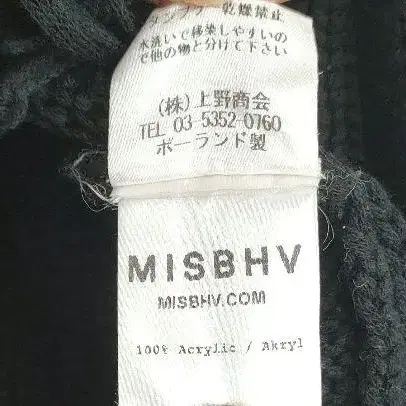 タンブラー乾燥禁止
水洗いで移染しやすいの
で他の物と分けて下さい
(株)上野商会
TEL 03-5352-0760
ポーランド製
MISBHV
MISBHV.COM
100% Acrylic / Akryl